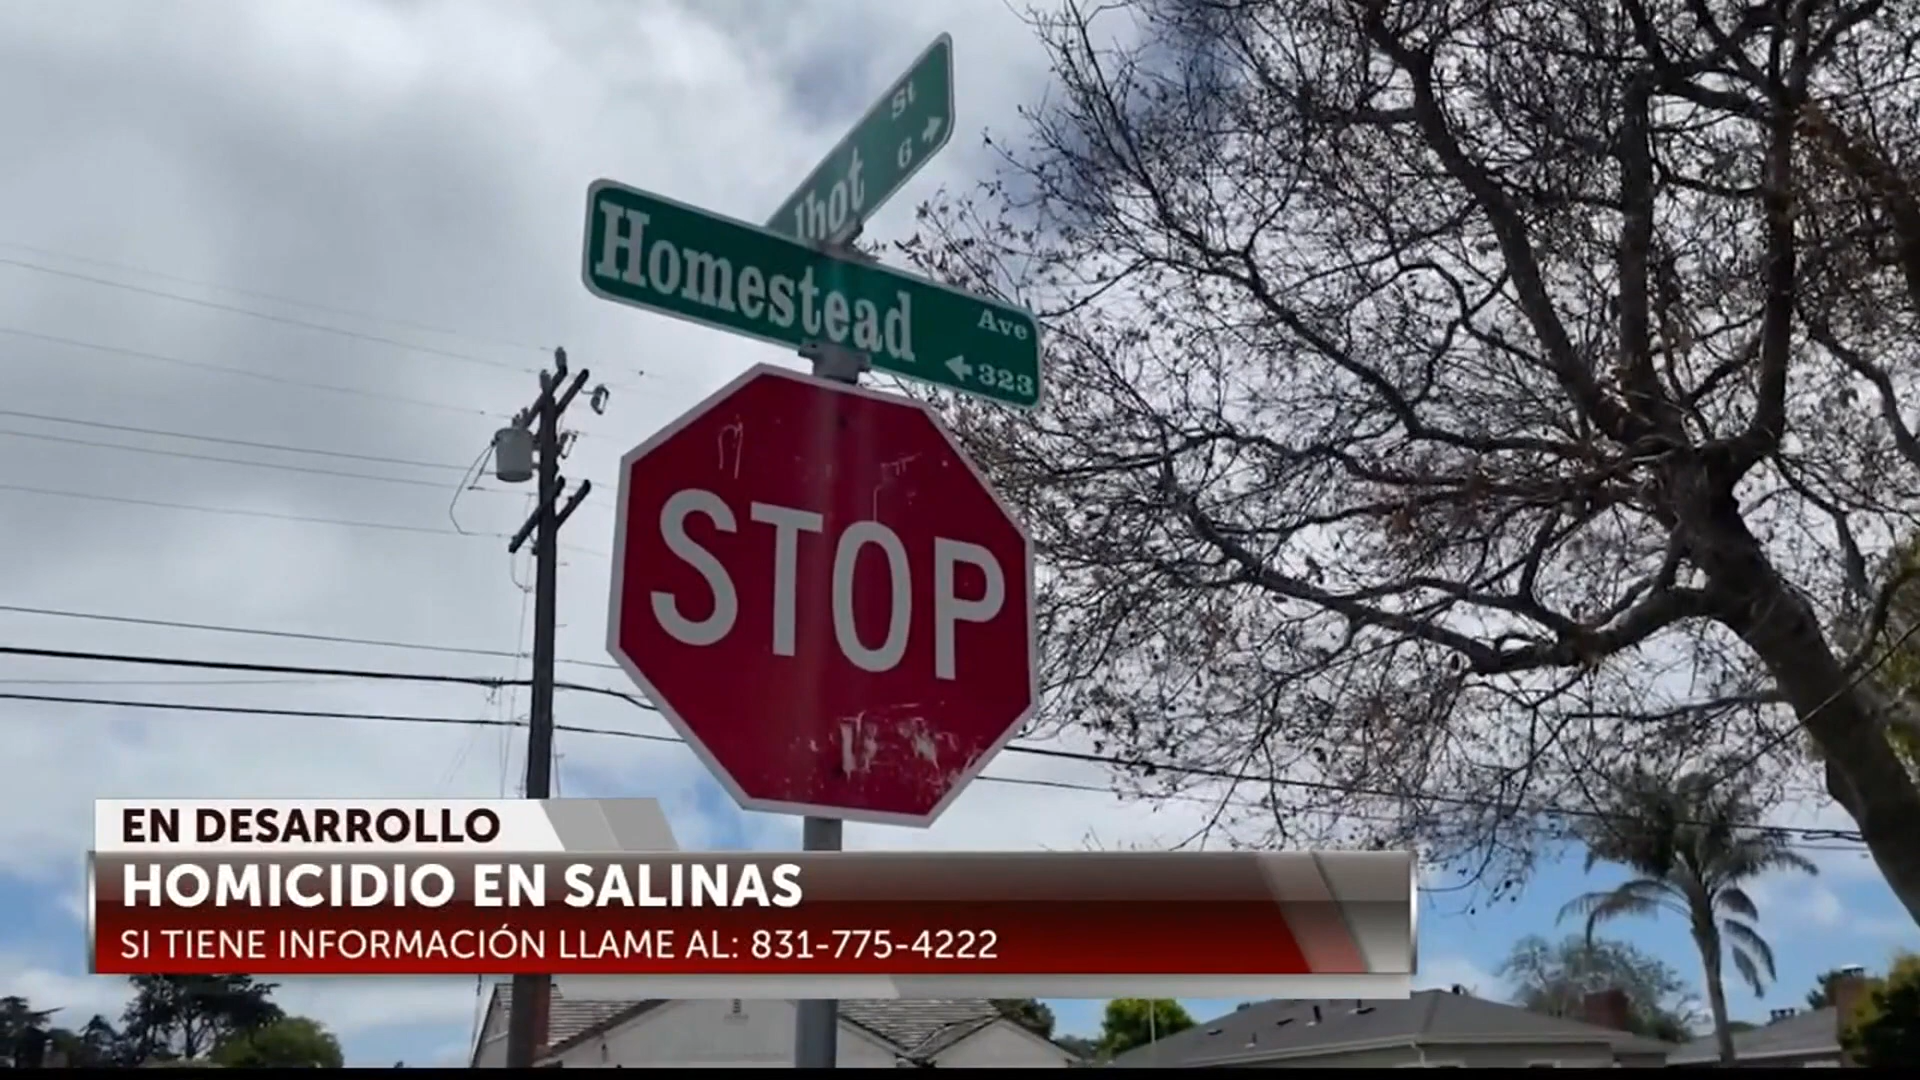 St
6 →
Homestead Ave
← 323
STOP
EN DESARROLLO
HOMICIDIO EN SALINAS
SI TIENE INFORMACIÓN LLAME AL: 831-775-4222